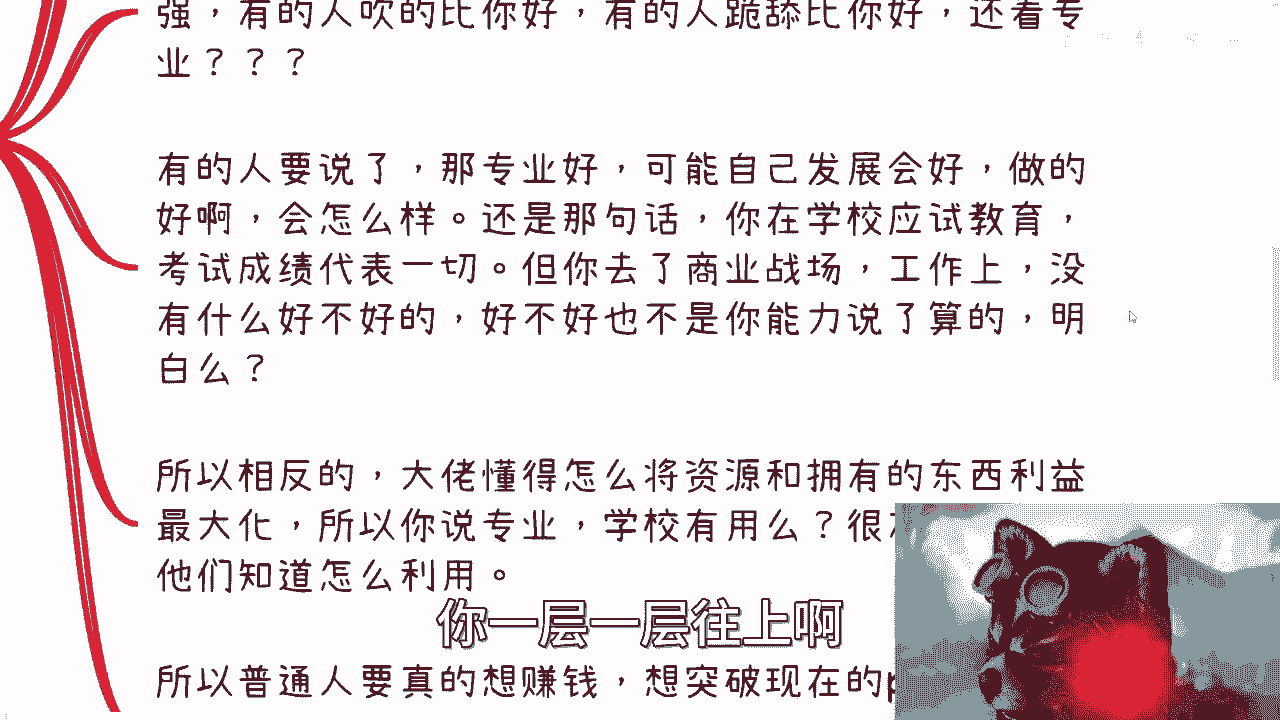 强，有的人吹的比你好，有的人跪舔比你好，还看专
业？？？
有的人要说了，那专业好，可能自己发展会好，做的
好啊，会怎么样。还是那句话，你在学校应试教育，
考试成绩代表一切。但你去了商业战场，工作上，没
有什么好不好的，好不好也不是你能力说了算的，明
白么？
所以相反的，大佬懂得怎么将资源和拥有的东西利益
最大化，所以你说专业，学校有用么？很
他们知道怎么利用。
你一层一层往上啊
所以普通人要真的想赚钱，想突破现在的